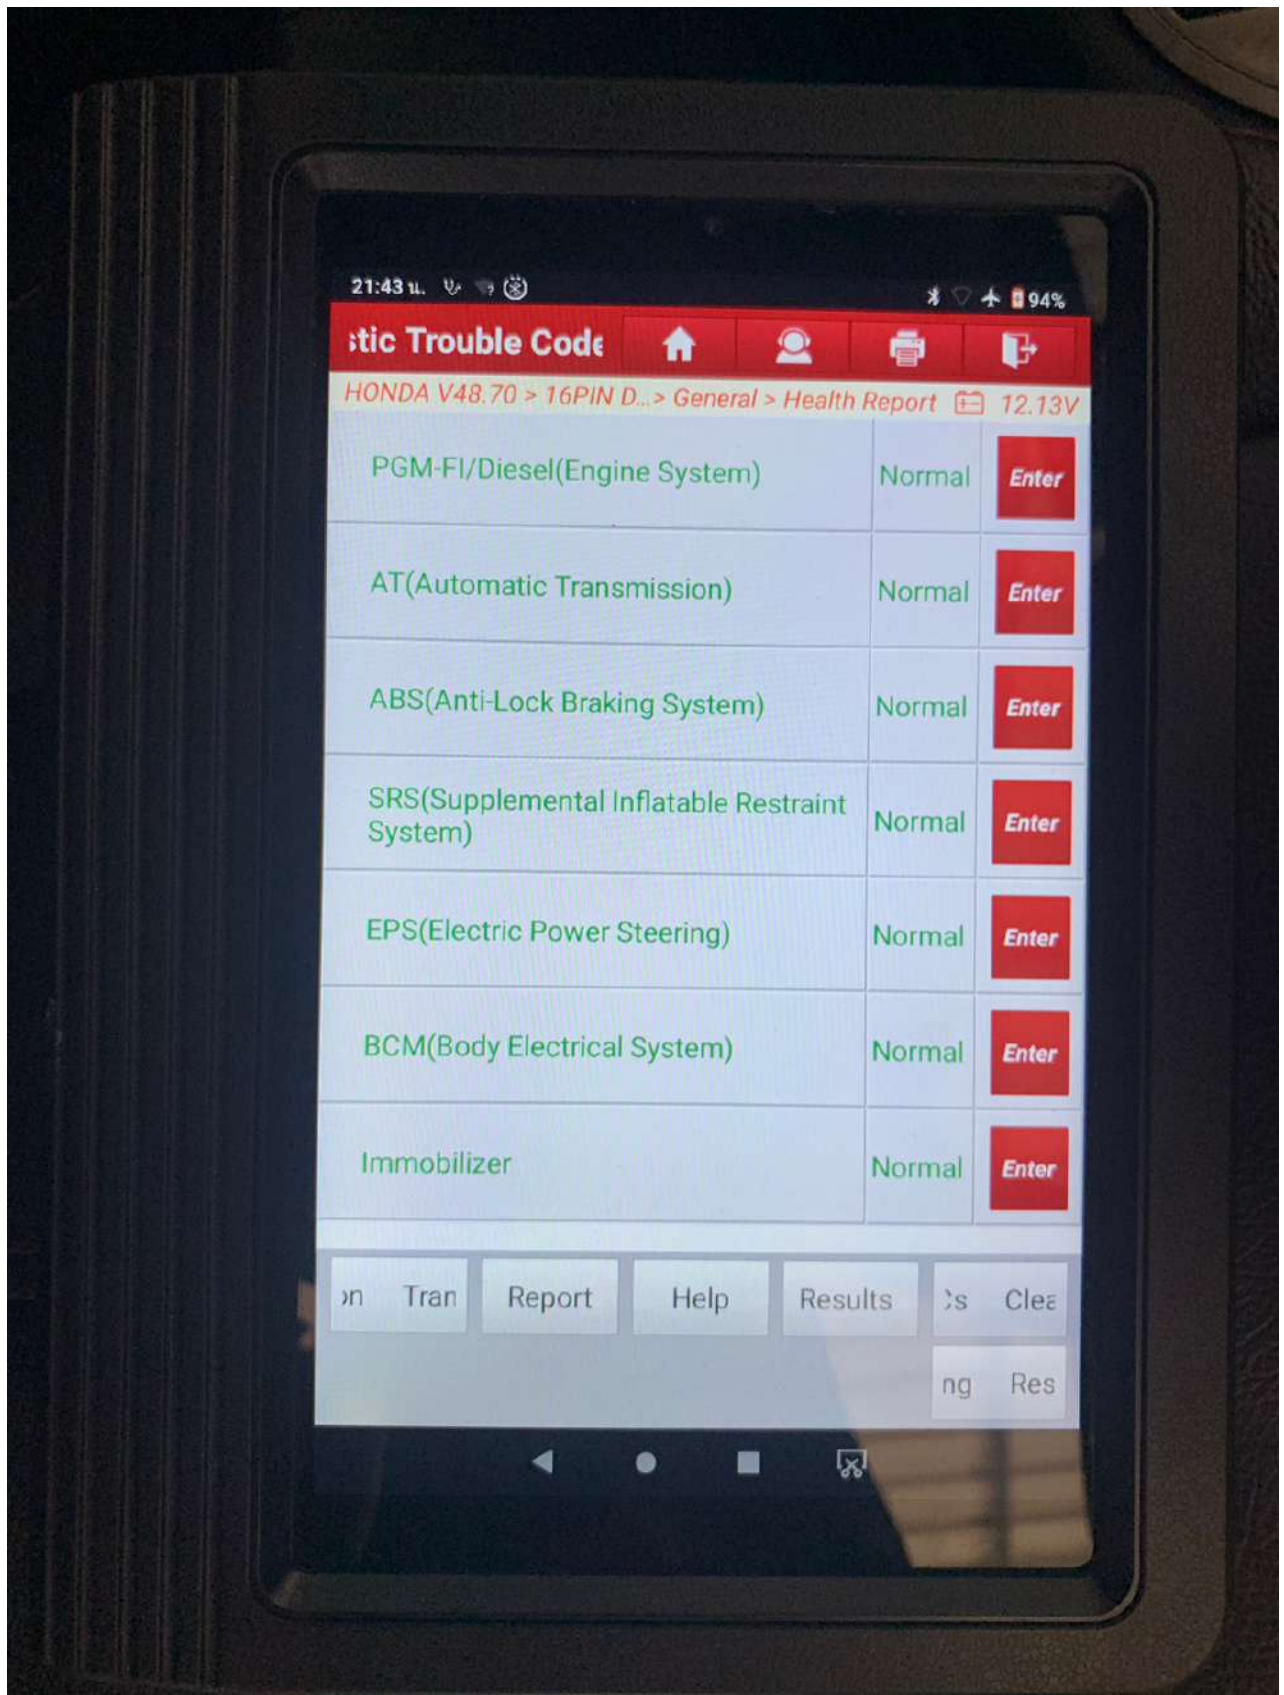 21:43 น.
94%
stic Trouble Code
HONDA V48.70 > 16PIN D...> General > Health Report 12.13V
PGM-FI/Diesel(Engine System) Normal Enter
AT(Automatic Transmission) Normal Enter
ABS(Anti-Lock Braking System) Normal Enter
SRS(Supplemental Inflatable Restraint
System) Normal Enter
EPS(Electric Power Steering) Normal Enter
BCM(Body Electrical System) Normal Enter
Immobilizer Normal Enter
on Tran Report Help Results Cs Clea
ng Res